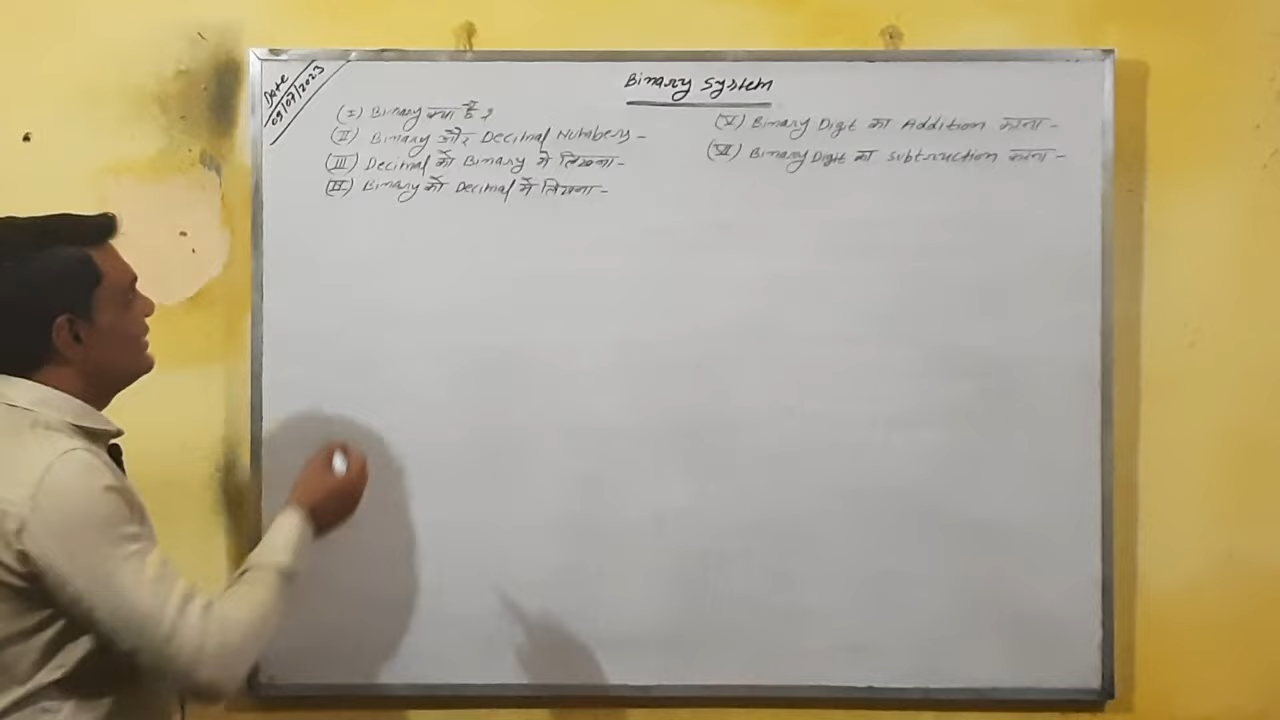 Date
09/07/2023
Binary System
(I) Binary क्या है ?
(II) Binary और Decimal Numbers -
(III) Decimal को Binary में लिखना -
(IV) Binary को Decimal में लिखना -
(V) Binary Digit का Addition करना -
(VI) Binary Digit का Subtruction करना -